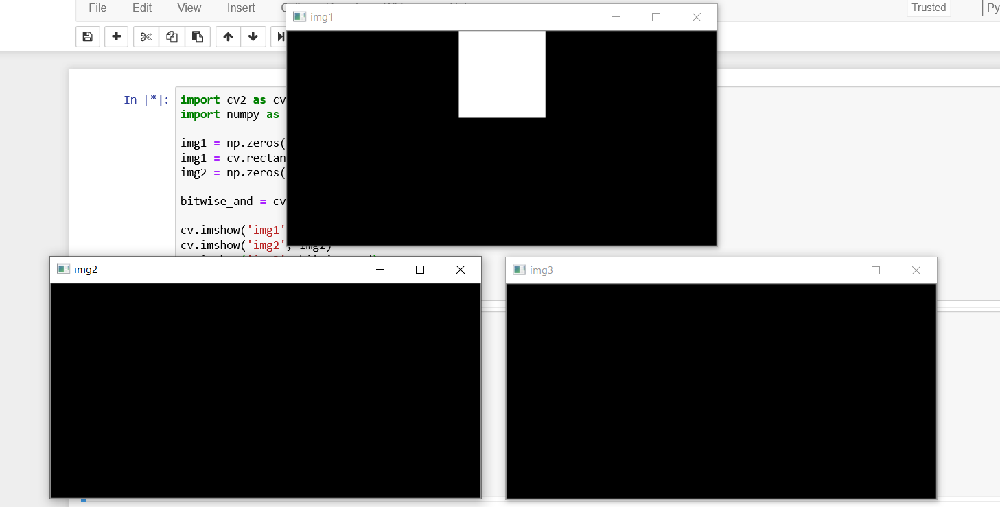 File Edit View Insert
Trusted
Py
img1
In [*]:
import cv2 as cv
import numpy as
img1 = np.zeros(
img1 = cv.rectan
img2 = np.zeros(
bitwise_and = cv
cv.imshow('img1'
cv.imshow('img2', img2)
img2
img3